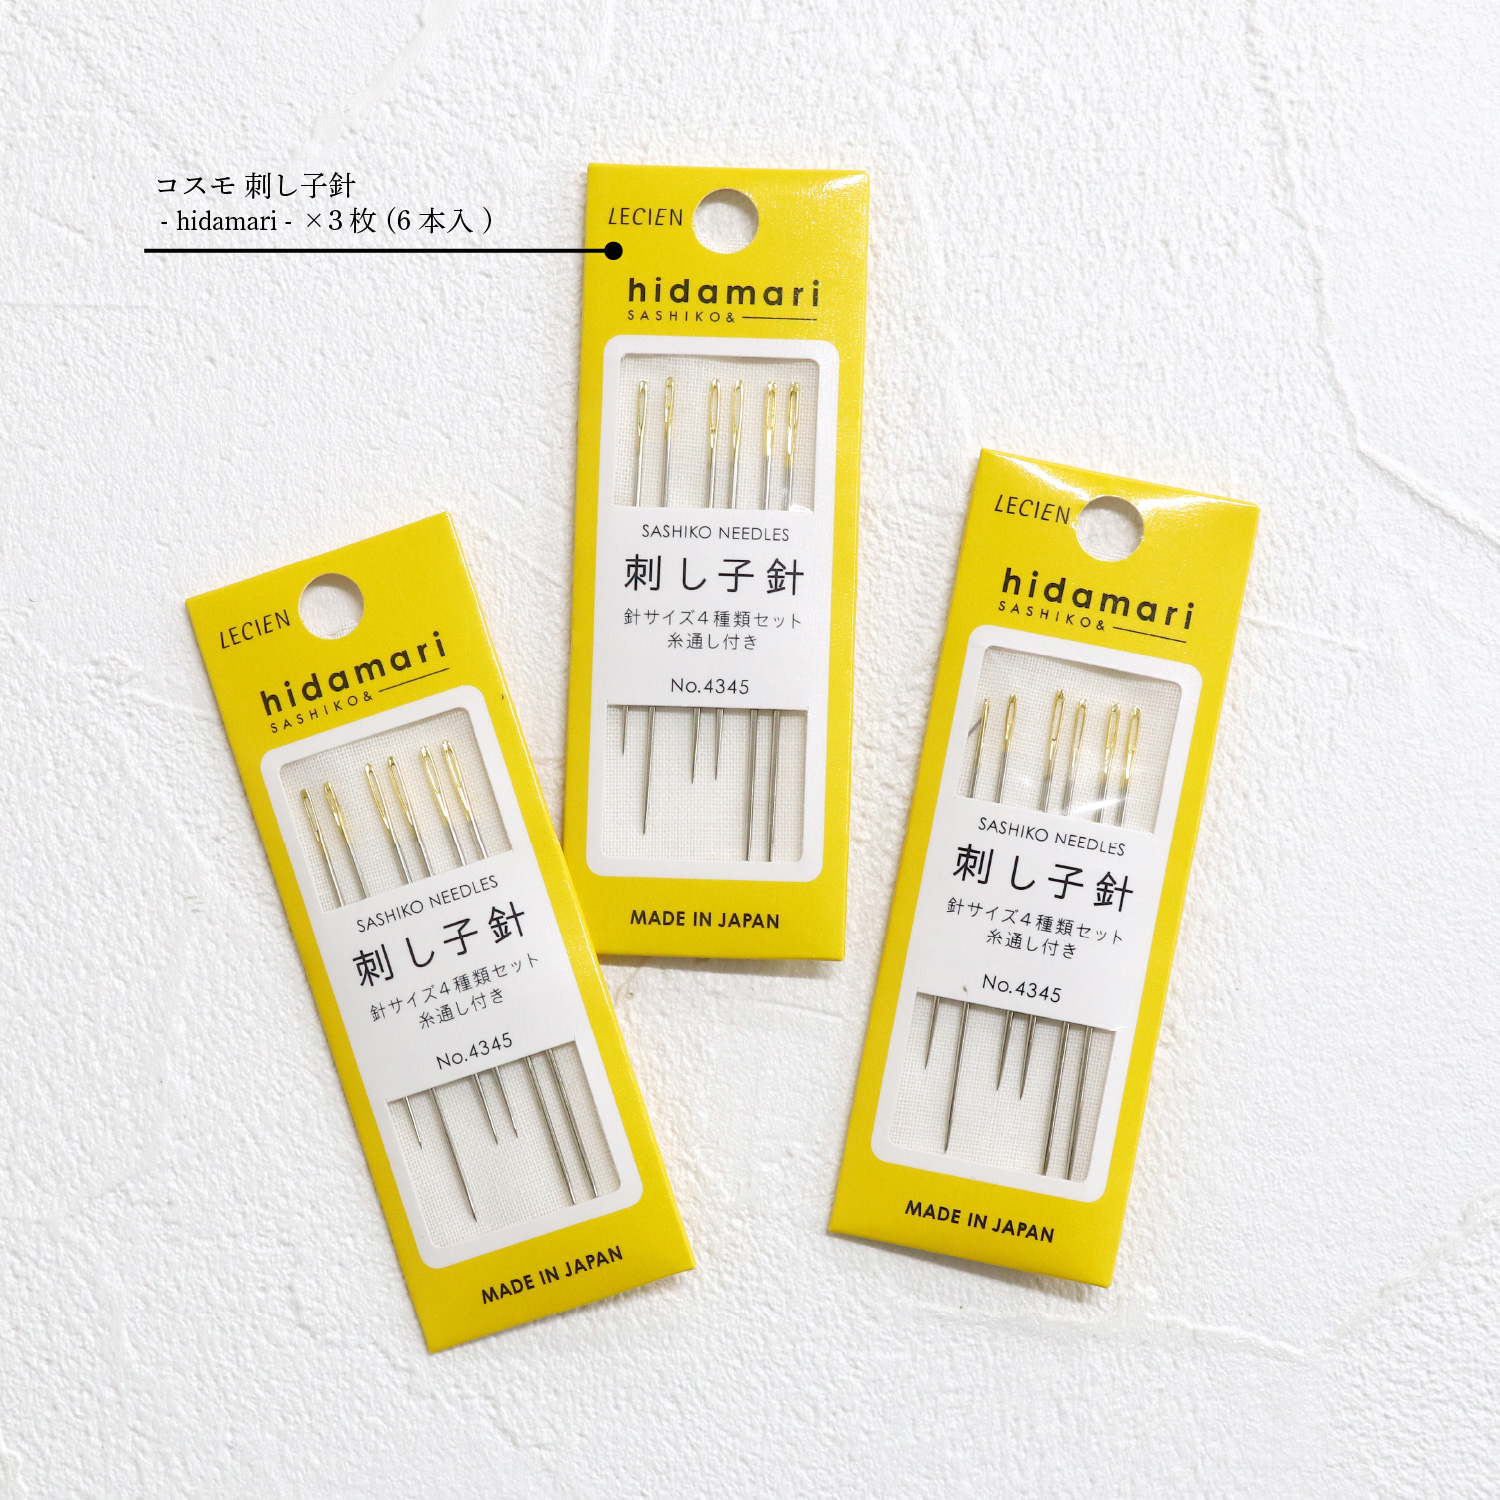 コスモ 刺し子針
- hidamari - ×3枚(6本入)
LECIEN
hidamari
SASHIKO&
SASHIKO NEEDLES
刺し子針
針サイズ4種類セット
糸通し付き
No.4345
MADE IN JAPAN
LECIEN
hidamari
SASHIKO&
SASHIKO NEEDLES
刺し子針
針サイズ4種類セット
糸通し付き
No.4345
MADE IN JAPAN
LECIEN
hidamari
SASHIKO&
SASHIKO NEEDLES
刺し子針
針サイズ4種類セット
糸通し付き
No.4345
MADE IN JAPAN